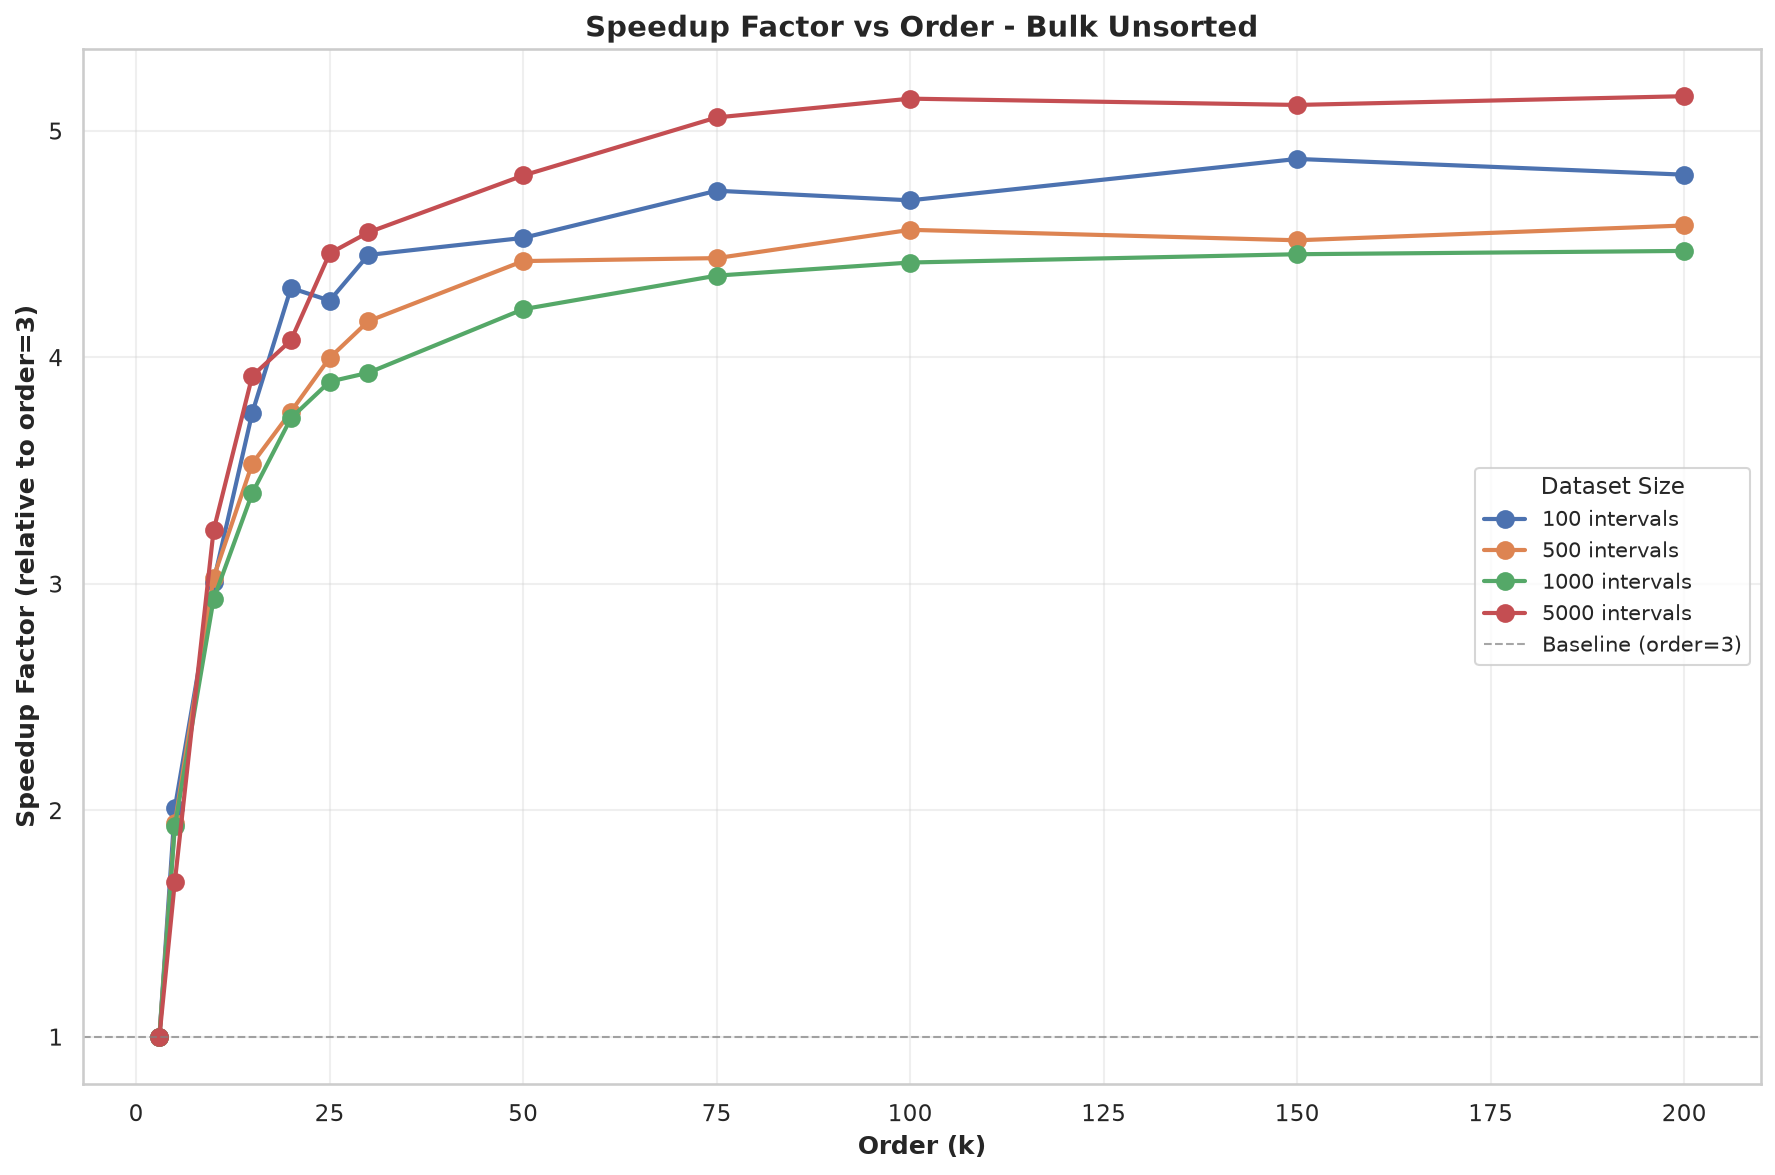 Speedup Factor vs Order - Bulk Unsorted
Speedup Factor (relative to order=3)
5
4
3
2
1
Dataset Size
100 intervals
500 intervals
1000 intervals
5000 intervals
Baseline (order=3)
0 25 50 75 100 125 150 175 200
Order (k)